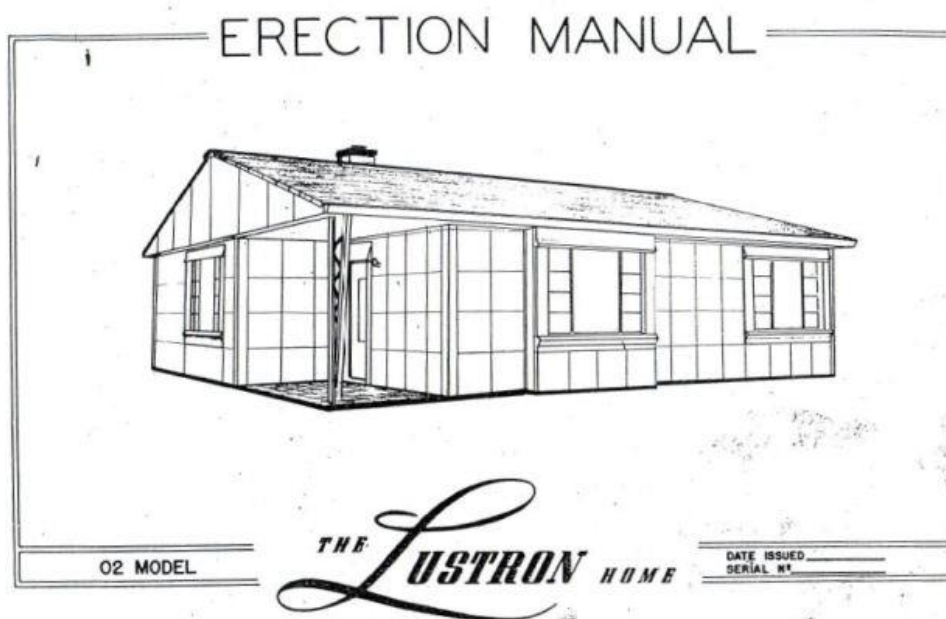 ERECTION MANUAL
02 MODEL
THE LUSTRON HOME
DATE ISSUED
SERIAL Nº